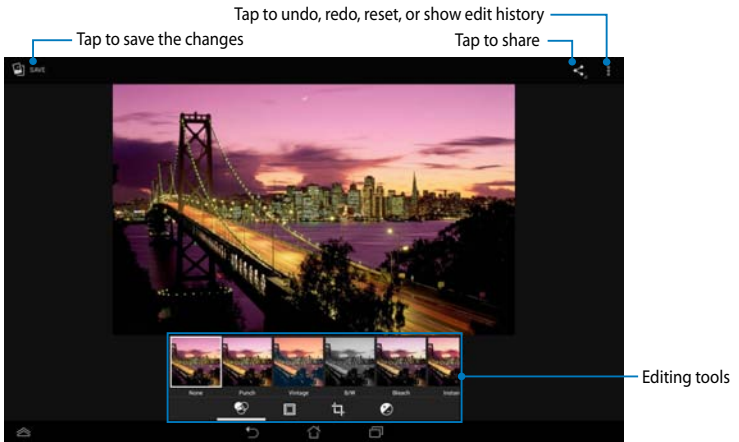 Tap to undo, redo, reset, or show edit history
Tap to save the changes
Tap to share
SAVE
None Punch Vintage B/W Bleach Instan
Editing tools